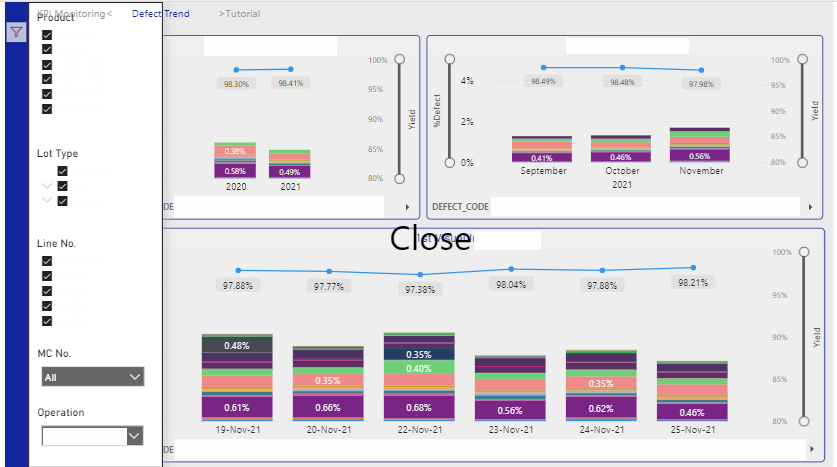 KPI Monitoring < Defect Trend > Tutorial
Product
Lot Type
Line No.
MC No.
All
Operation
100%
95%
90%
85%
80%
Yield
98.30% 98.41%
0.38%
0.58% 0.49%
2020 2021
DE
%Defect
4%
2%
0%
98.49% 98.48% 97.98%
0.41% 0.46% 0.56%
September October November
2021
100%
95%
90%
85%
80%
Yield
DEFECT_CODE
Close
1st Visual
97.88% 97.77% 97.38% 98.04% 97.88% 98.21%
0.48% 0.35%
0.40%
0.35% 0.35%
0.61% 0.66% 0.68% 0.56% 0.62% 0.46%
19-Nov-21 20-Nov-21 22-Nov-21 23-Nov-21 24-Nov-21 25-Nov-21
100%
95%
90%
85%
80%
Yield
DE